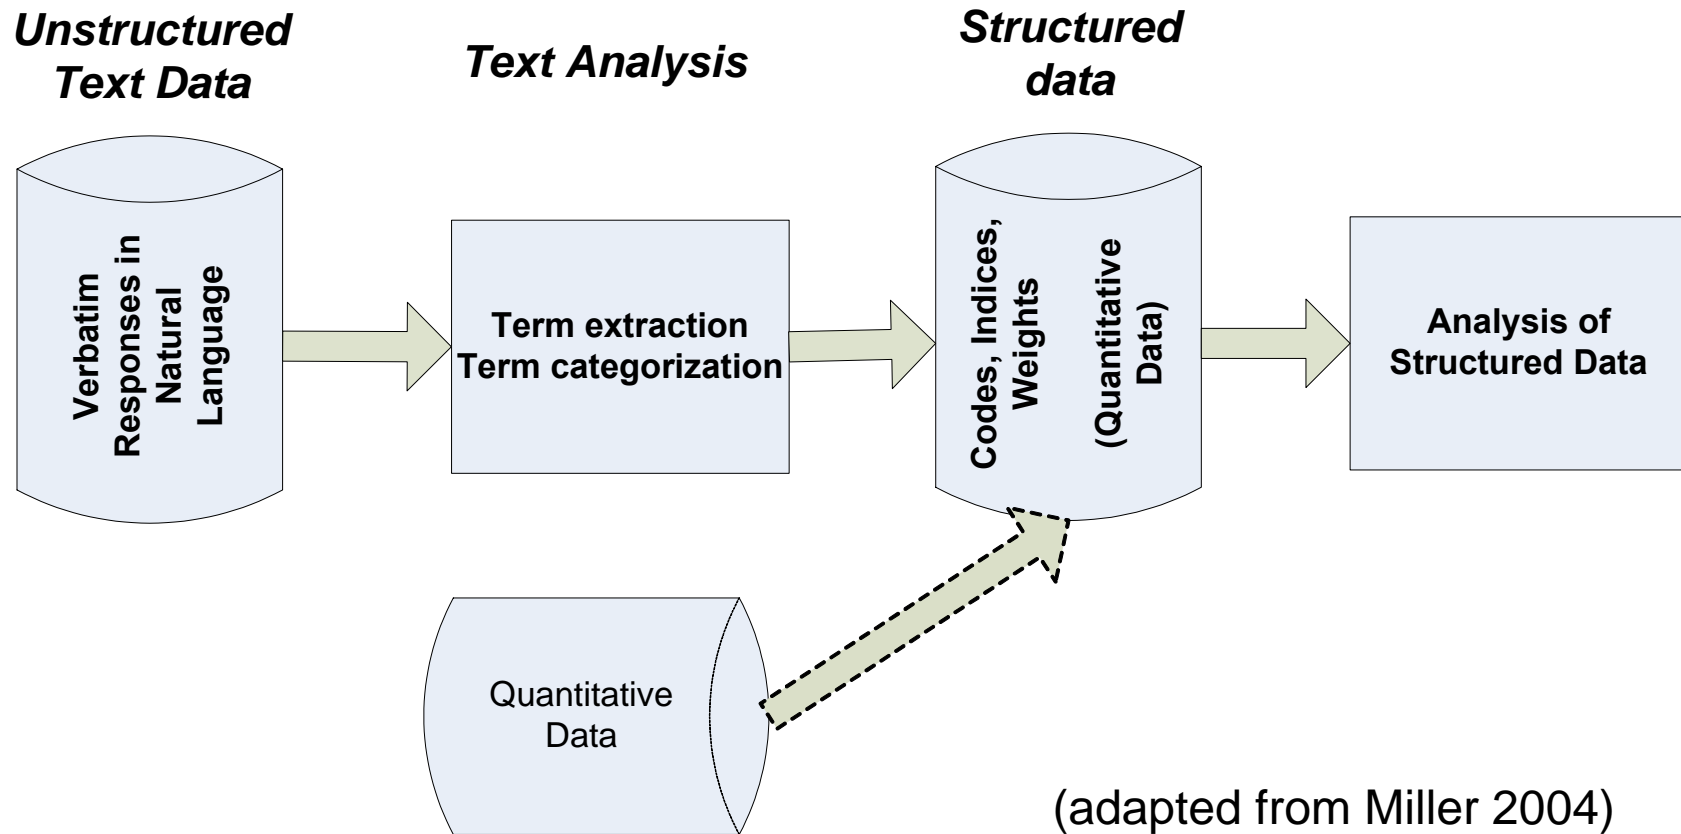 Unstructured
Text Data
Text Analysis
Structured
data
Verbatim
Responses in
Natural
Language
Term extraction
Term categorization
Codes, Indices,
Weights
(Quantitative
Data)
Analysis of
Structured Data
Quantitative
Data
(adapted from Miller 2004)